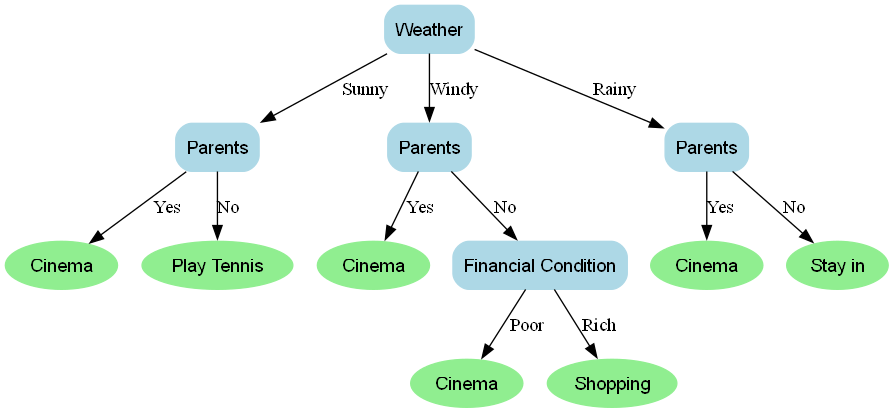 Weather
Sunny
Windy
Rainy
Parents
Parents
Parents
Yes
No
Yes
No
Yes
No
Cinema
Play Tennis
Cinema
Financial Condition
Cinema
Stay in
Poor
Rich
Cinema
Shopping